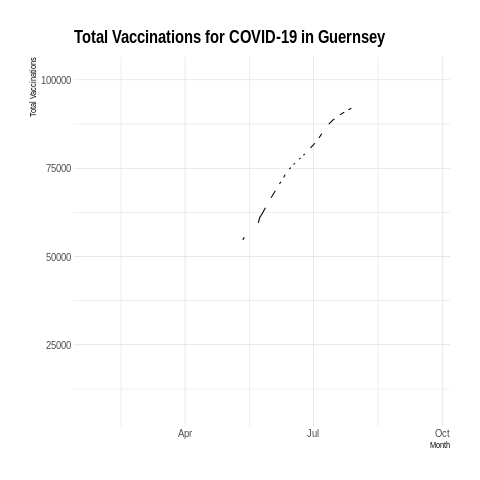 Total Vaccinations for COVID-19 in Guernsey
Total Vaccinations
100000
75000
50000
25000
Apr Jul Oct
Month